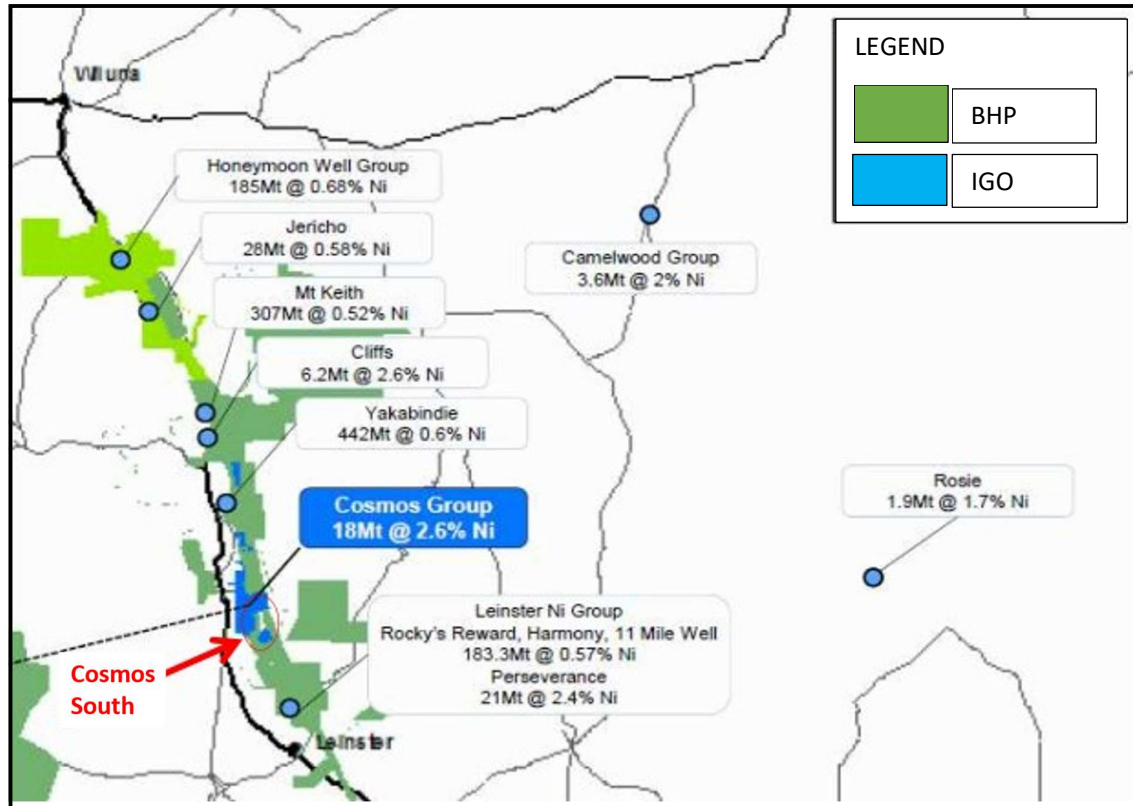 Wiluna
LEGEND
BHP
IGO
Honeymoon Well Group
185Mt @ 0.68% Ni
Jericho
28Mt @ 0.58% Ni
Mt Keith
307Mt @ 0.52% Ni
Cliffs
6.2Mt @ 2.6% Ni
Yakabindie
442Mt @ 0.6% Ni
Camelwood Group
3.6Mt @ 2% Ni
Cosmos Group
18Mt @ 2.6% Ni
Rosie
1.9Mt @ 1.7% Ni
Leinster Ni Group
Rocky's Reward, Harmony, 11 Mile Well
183.3Mt @ 0.57% Ni
Perseverance
21Mt @ 2.4% Ni
Cosmos
South
Leinster